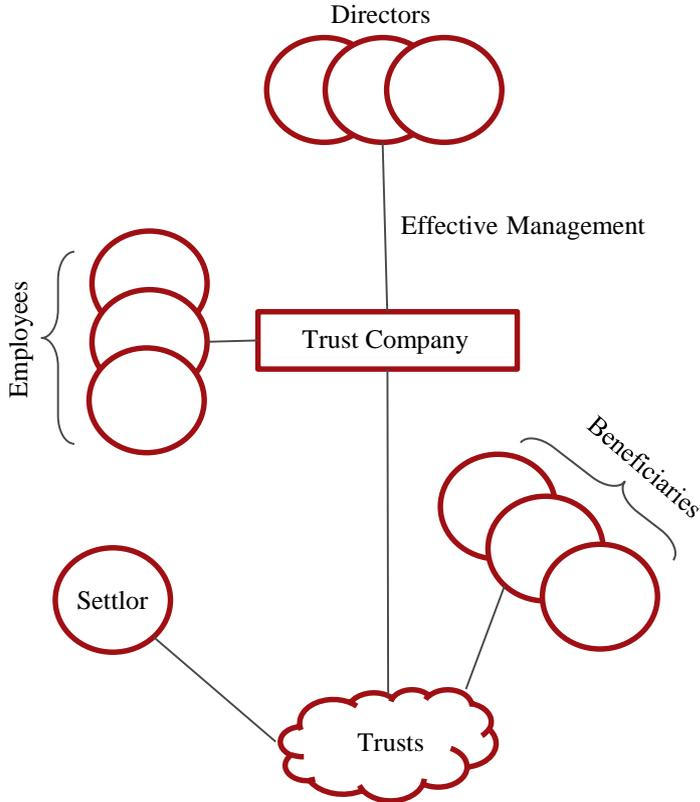 Directors
Effective Management
Employees
Trust Company
Beneficiaries
Settlor
Trusts